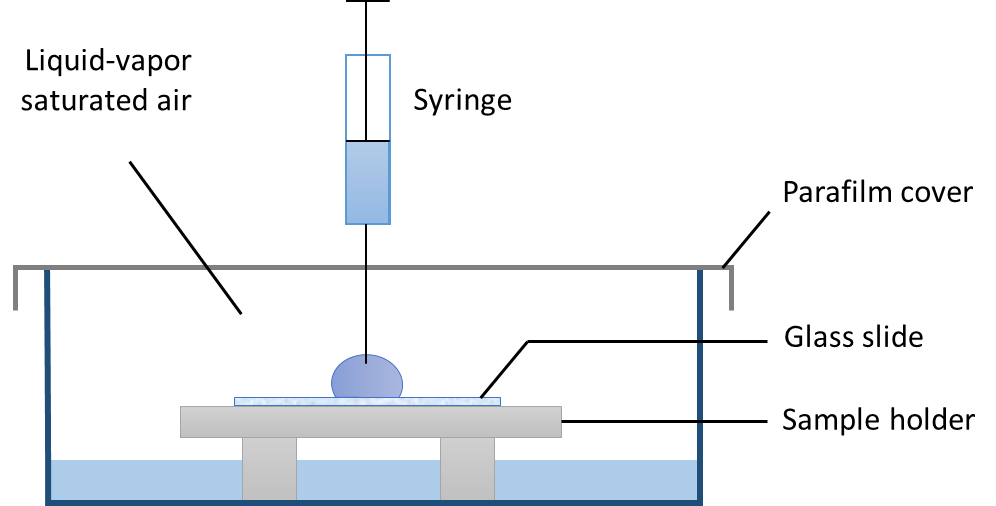 Liquid-vapor
saturated air
Syringe
Parafilm cover
Glass slide
Sample holder